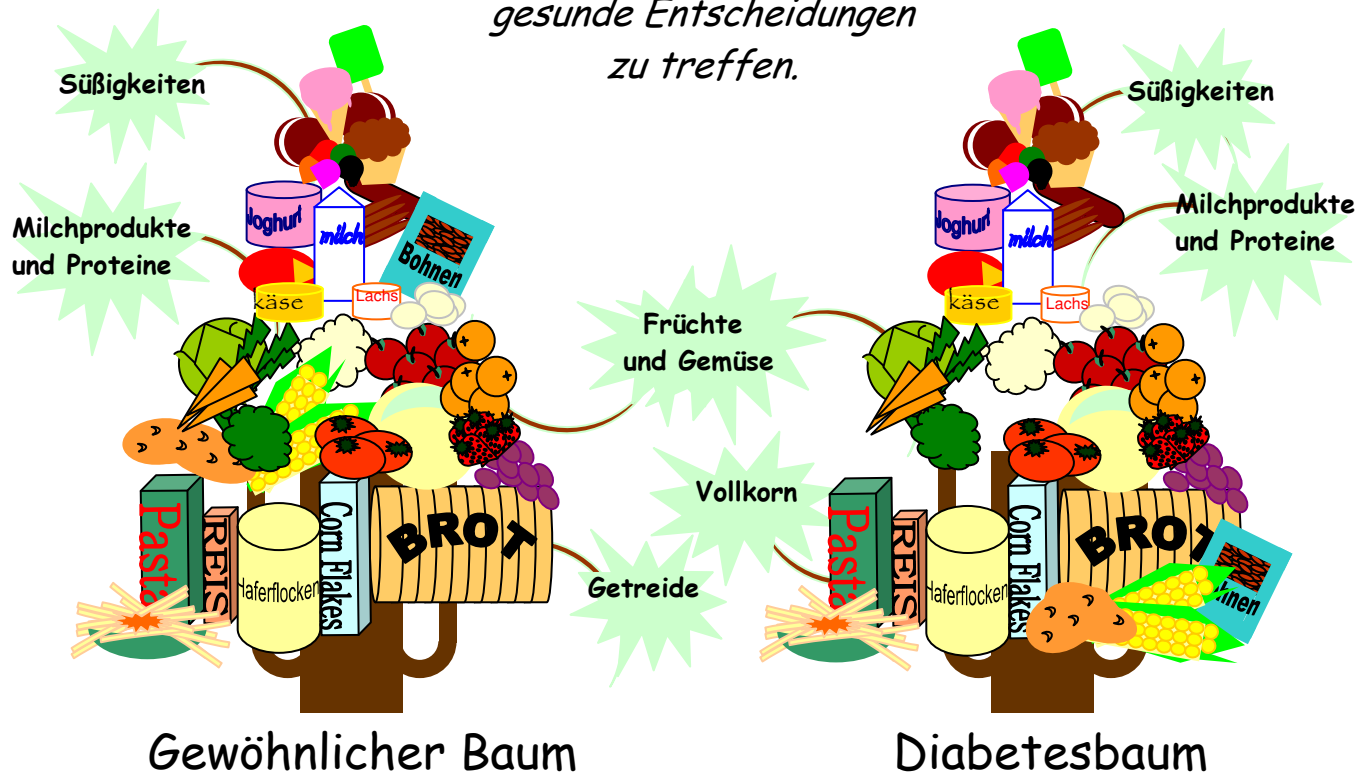 gesunde Entscheidungen
zu treffen.
Süßigkeiten
Milchprodukte
und Proteine
Joghurt
milch
Bohnen
käse
Lachs
Pasta
REIS
Haferflocken
Corn Flakes
BROT
Früchte
und Gemüse
Vollkorn
Getreide
Süßigkeiten
Milchprodukte
und Proteine
Joghurt
milch
käse
Lachs
Pasta
REIS
Haferflocken
Corn Flakes
BROT
hnen
Gewöhnlicher Baum
Diabetesbaum